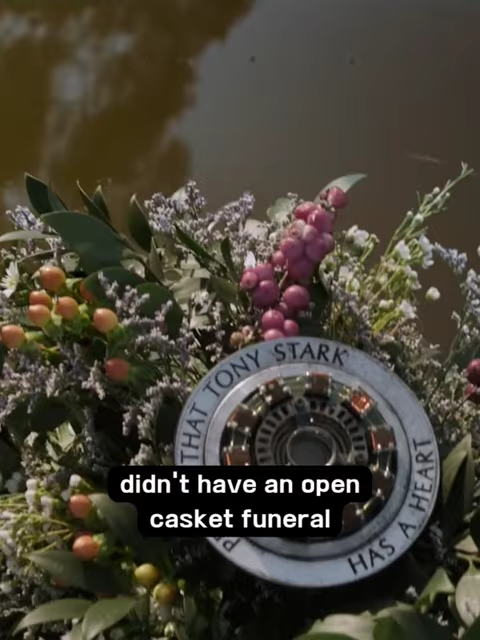 THAT TONY STARK
HAS A HEART
didn't have an open
casket funeral